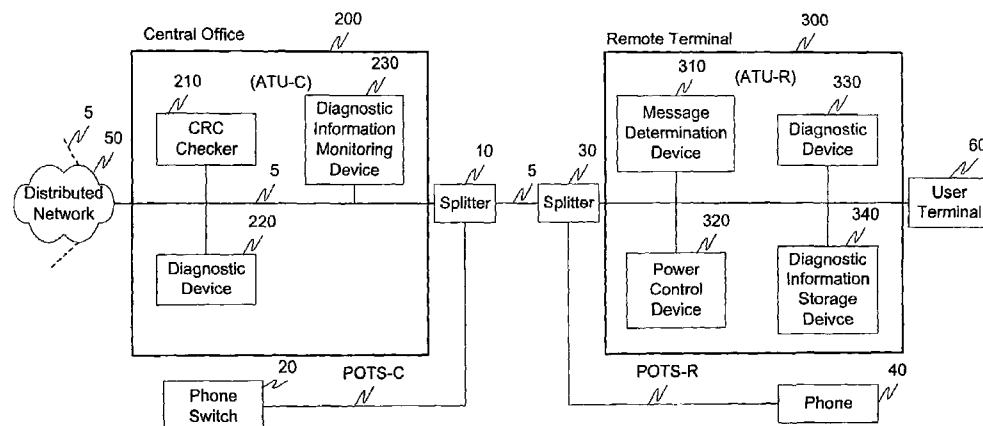 Central Office
200
(ATU-C)
210
CRC
Checker
230
Diagnostic
Information
Monitoring
Device
5
50
Distributed
Network
5
220
Diagnostic
Device
10
Splitter
5
30
Splitter
Remote Terminal
300
(ATU-R)
310
Message
Determination
Device
330
Diagnostic
Device
320
Power
Control
Device
340
Diagnostic
Information
Storage
Deivce
60
User
Terminal
20
Phone
Switch
POTS-C
POTS-R
40
Phone